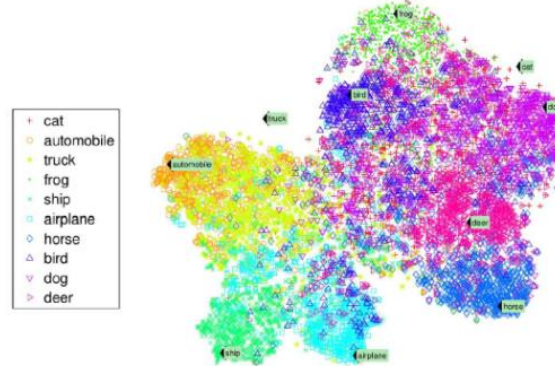 cat
automobile
truck
frog
ship
airplane
horse
bird
dog
deer
frog
cat
bird
do
truck
automobile
deer
horse
ship
airplane